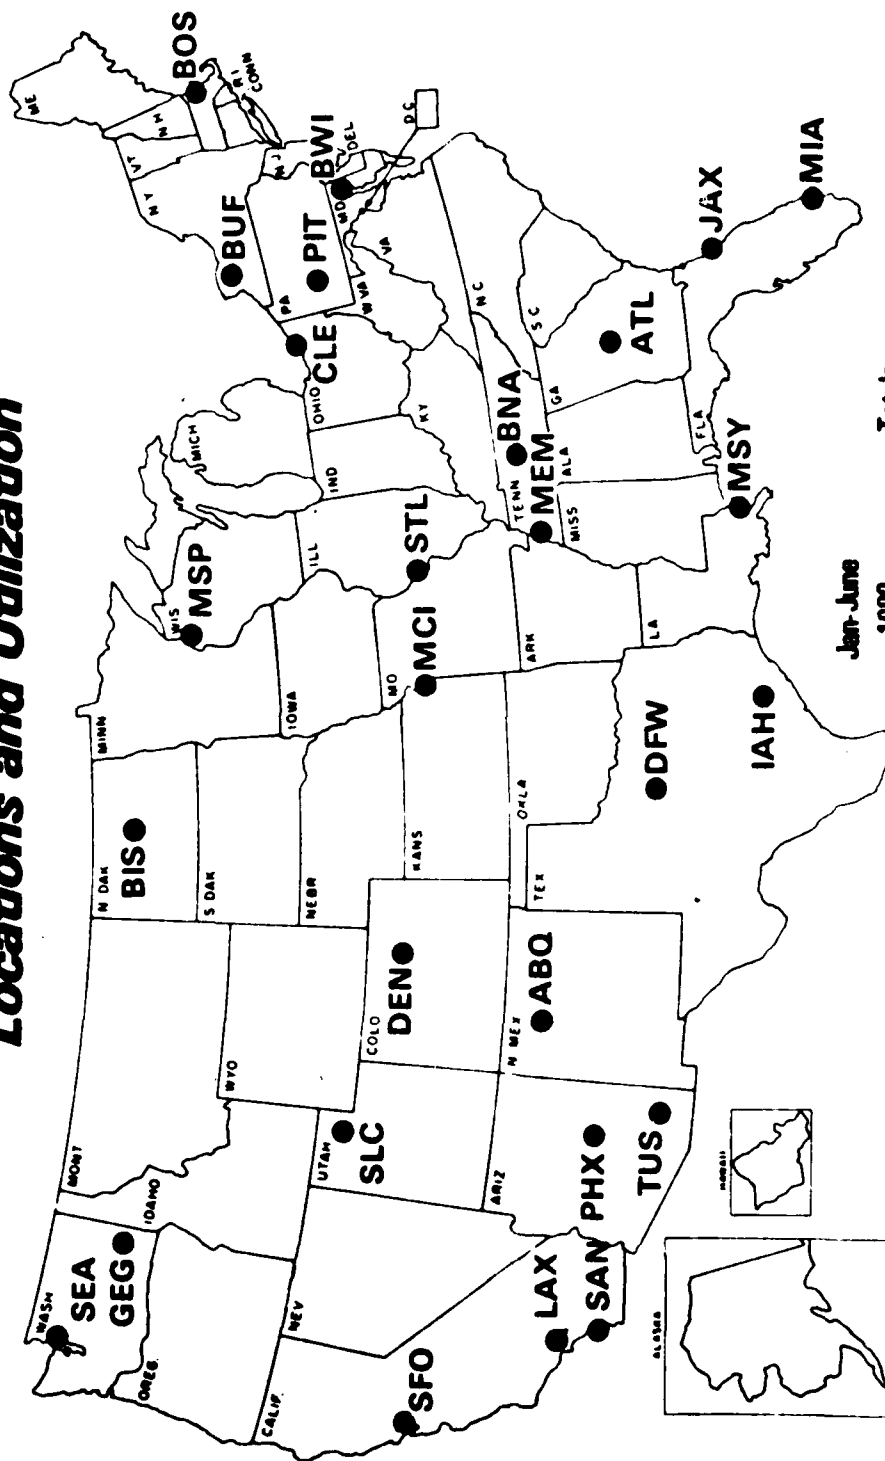 Locations and Utilization
WASH
MONT
N DAK
MINN
ME
VT
N H
BOS
SEA
GEG
BIS
WIS
MSP
MICH
N Y
BUF
R I
CONN
OREG.
IDAHO
WYO
S DAK
PA
N J
PIT
BWI
DEL
MD
D C
CLE
OHIO
IND
ILL
IOWA
NEBR
NEV
UTAH
SLC
COLO
DEN
KANS
MO
MCI
STL
KY
W VA
VA
CALIF.
SFO
ARIZ
N MEX
ABQ
TEX
OKLA
ARK
TENN
BNA
MEM
N C
S C
LAX
SAN
PHX
TUS
DFW
IAH
LA
MISS
ALA
GA
ATL
FLA
JAX
MSY
MIA
ALASKA
HAWAII
Jan-June